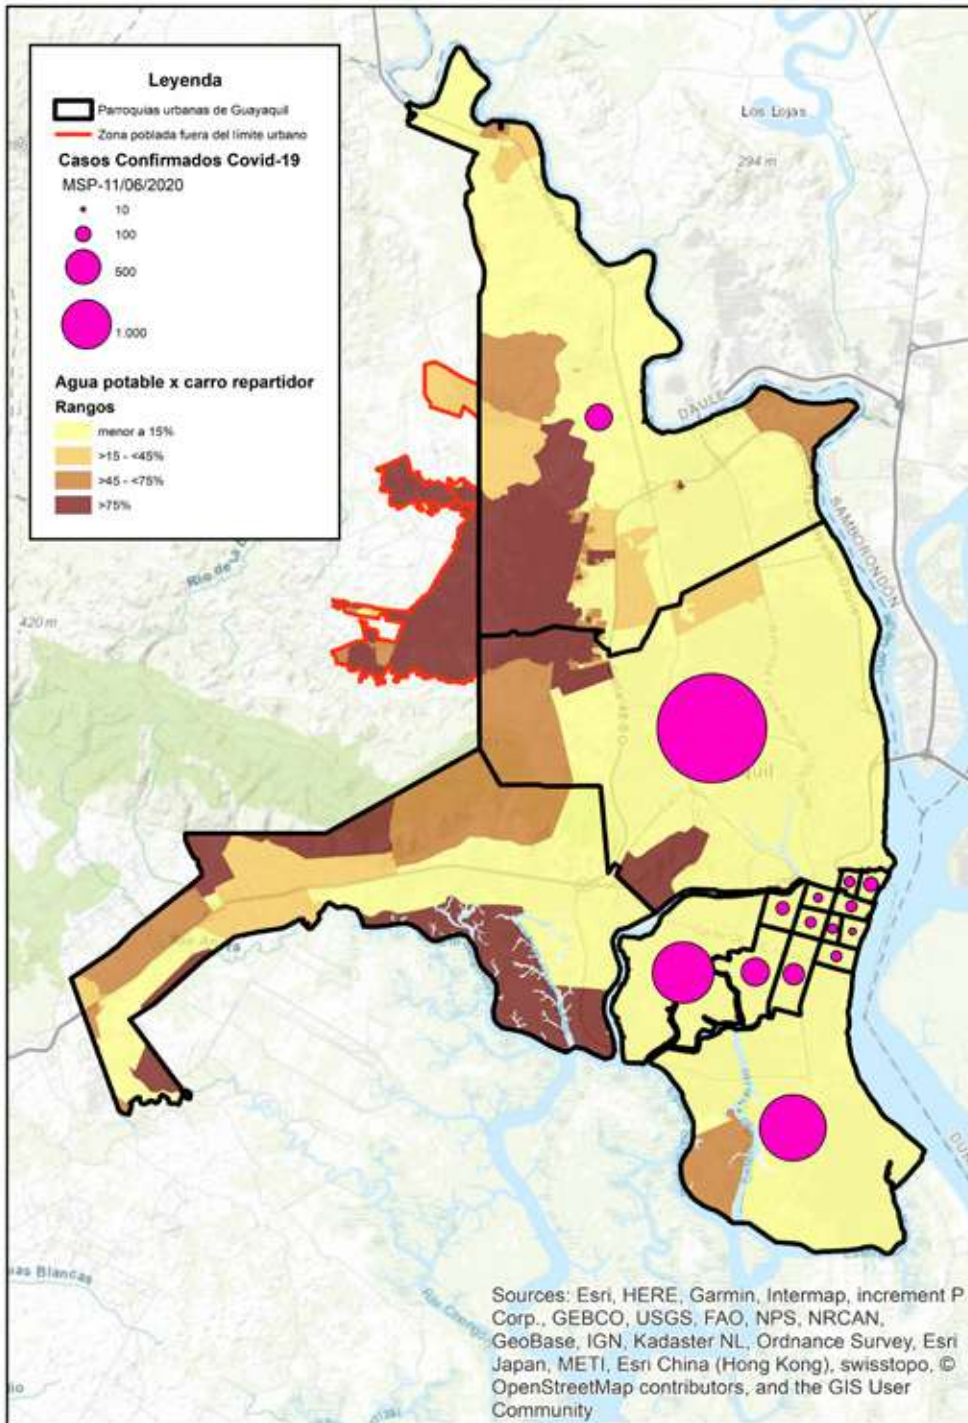 Leyenda
Parroquias urbanas de Guayaquil
Zona poblada fuera del límite urbano
Casos Confirmados Covid-19
MSP-11/06/2020
10
100
500
1.000
Agua potable x carro repartidor
Rangos
menor a 15%
>15 - <45%
>45 - <75%
>75%
Los Lojas
294 m
DAULE
SAMBORONDON
Rio de la
420 m
Sources: Esri, HERE, Garmin, Intermap, increment P
Corp., GEBCO, USGS, FAO, NPS, NRCAN,
GeoBase, IGN, Kadaster NL, Ordnance Survey, Esri
Japan, METI, Esri China (Hong Kong), swisstopo, ©
OpenStreetMap contributors, and the GIS User
Community